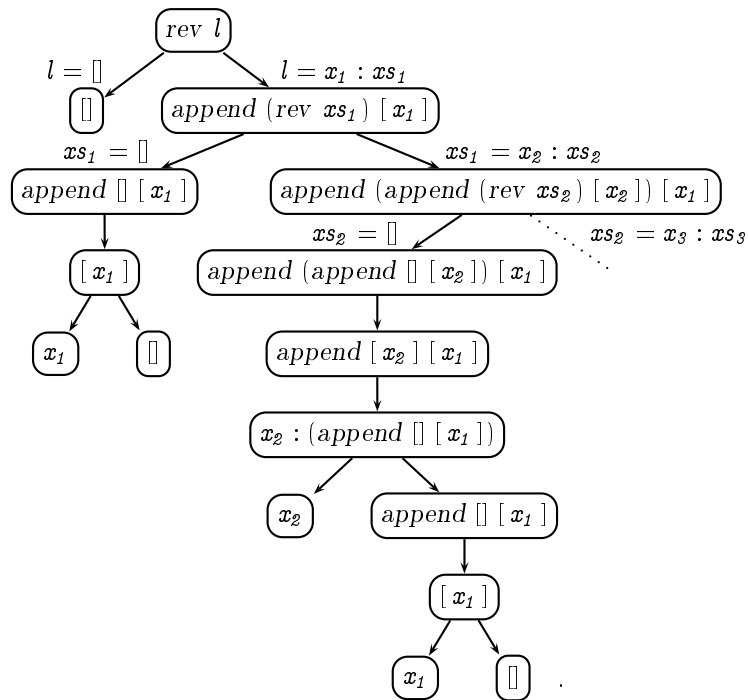 rev l
l = [] l = x₁ : xs₁
[] append (rev xs₁) [ x₁ ]
xs₁ = [] xs₁ = x₂ : xs₂
append [] [ x₁ ] append (append (rev xs₂) [ x₂ ]) [ x₁ ]
xs₂ = [] xs₂ = x₃ : xs₃
[ x₁ ] append (append [] [ x₂ ]) [ x₁ ]
x₁ [] append [ x₂ ] [ x₁ ]
x₂ : (append [] [ x₁ ])
x₂ append [] [ x₁ ]
[ x₁ ]
x₁ [] .